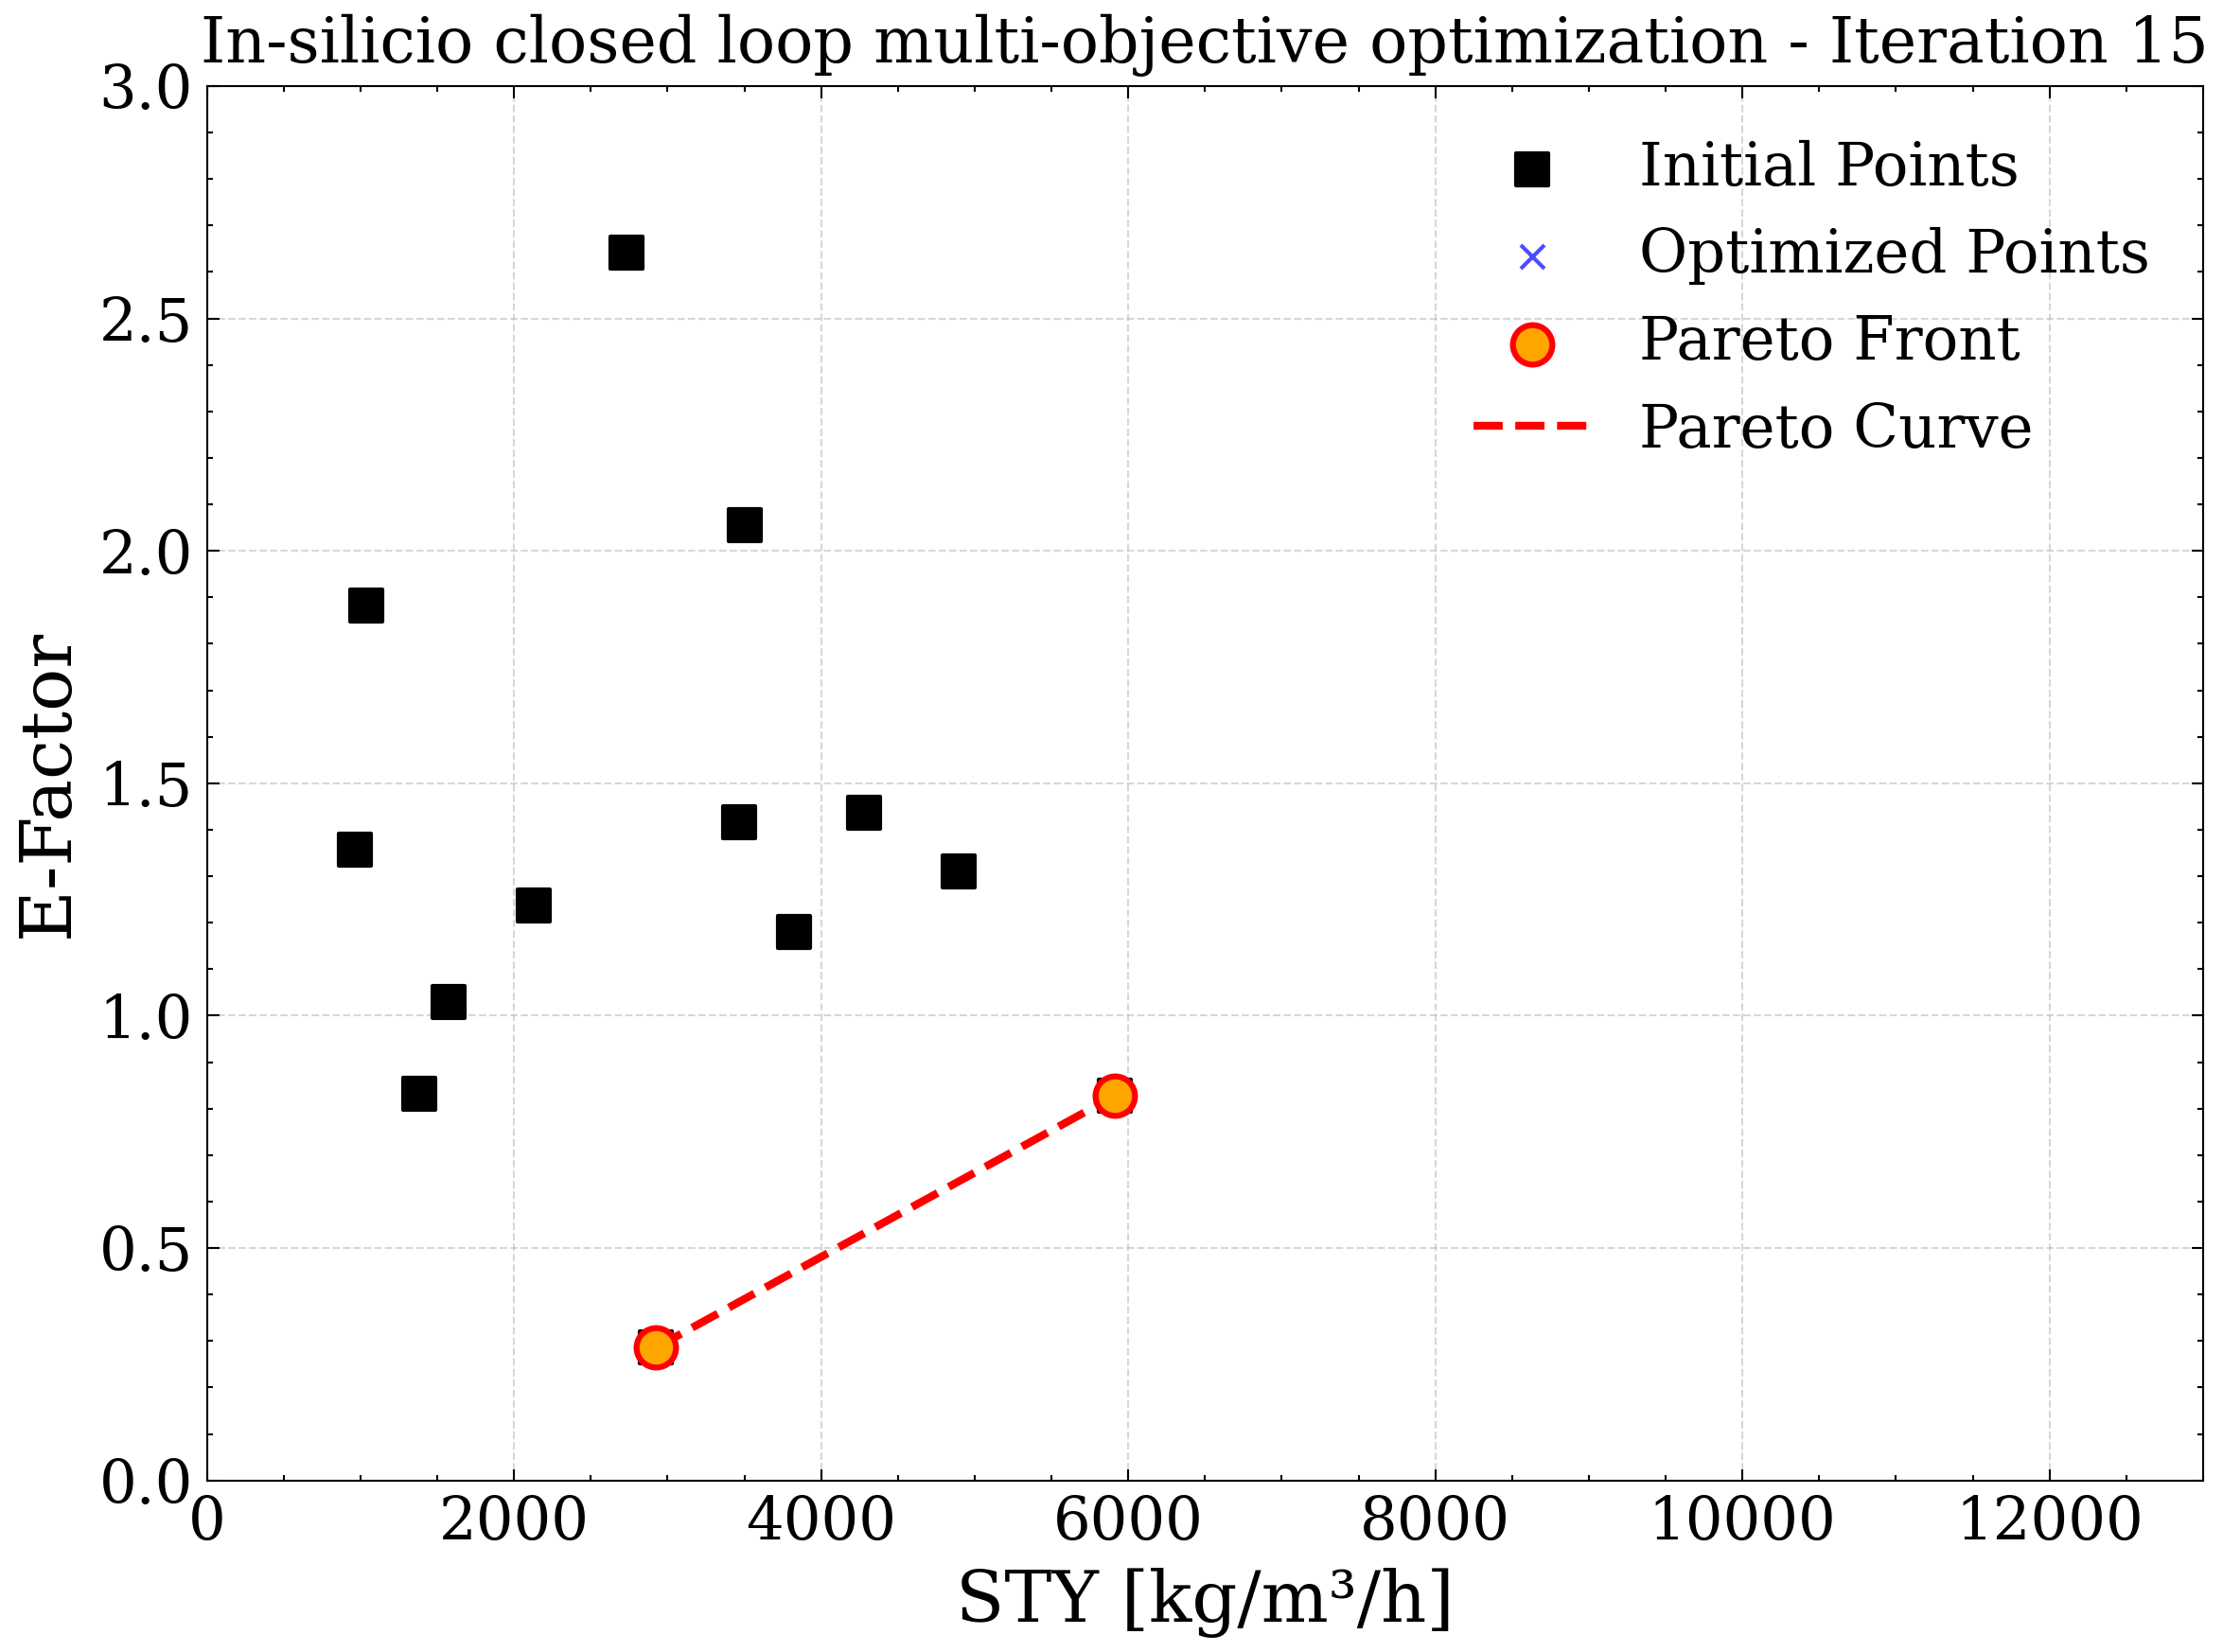 In-silicio closed loop multi-objective optimization - Iteration 15
3.0
2.5
2.0
1.5
1.0
0.5
0.0
E-Factor
Initial Points
Optimized Points
Pareto Front
Pareto Curve
0 2000 4000 6000 8000 10000 12000
STY [kg/m³/h]